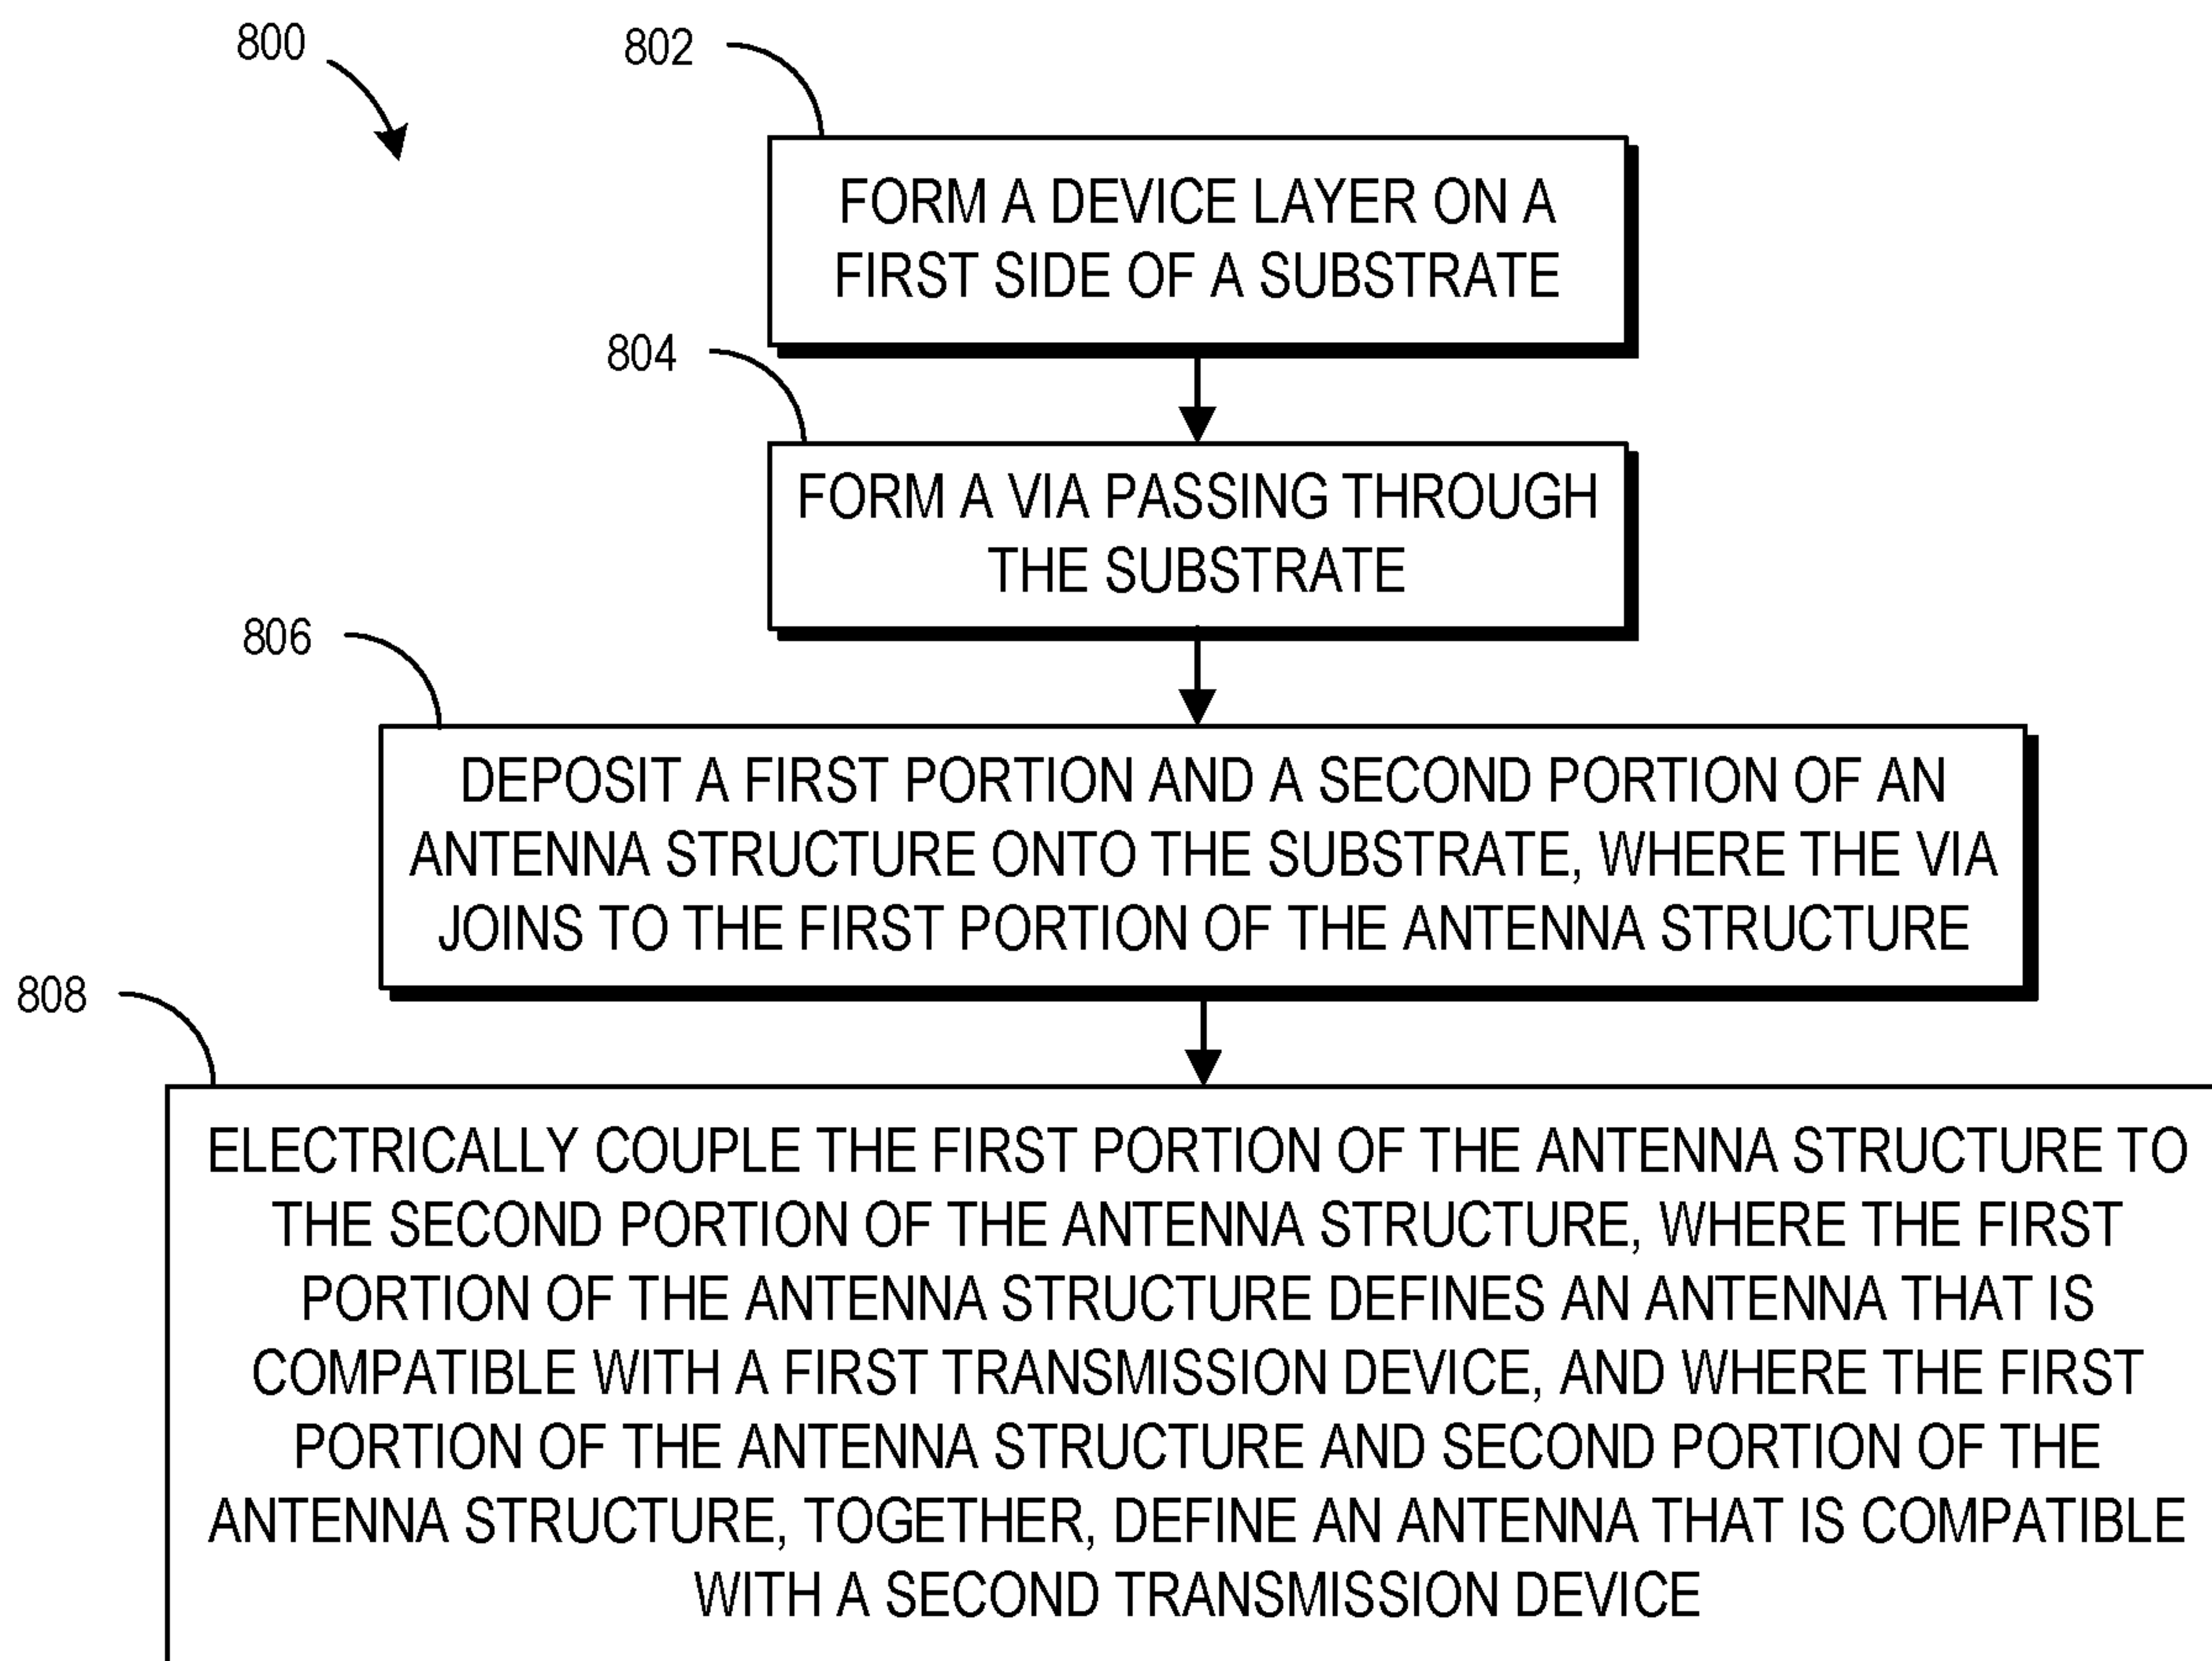 800
802
FORM A DEVICE LAYER ON A
FIRST SIDE OF A SUBSTRATE
804
FORM A VIA PASSING THROUGH
THE SUBSTRATE
806
DEPOSIT A FIRST PORTION AND A SECOND PORTION OF AN
ANTENNA STRUCTURE ONTO THE SUBSTRATE, WHERE THE VIA
JOINS TO THE FIRST PORTION OF THE ANTENNA STRUCTURE
808
ELECTRICALLY COUPLE THE FIRST PORTION OF THE ANTENNA STRUCTURE TO
THE SECOND PORTION OF THE ANTENNA STRUCTURE, WHERE THE FIRST
PORTION OF THE ANTENNA STRUCTURE DEFINES AN ANTENNA THAT IS
COMPATIBLE WITH A FIRST TRANSMISSION DEVICE, AND WHERE THE FIRST
PORTION OF THE ANTENNA STRUCTURE AND SECOND PORTION OF THE
ANTENNA STRUCTURE, TOGETHER, DEFINE AN ANTENNA THAT IS COMPATIBLE
WITH A SECOND TRANSMISSION DEVICE